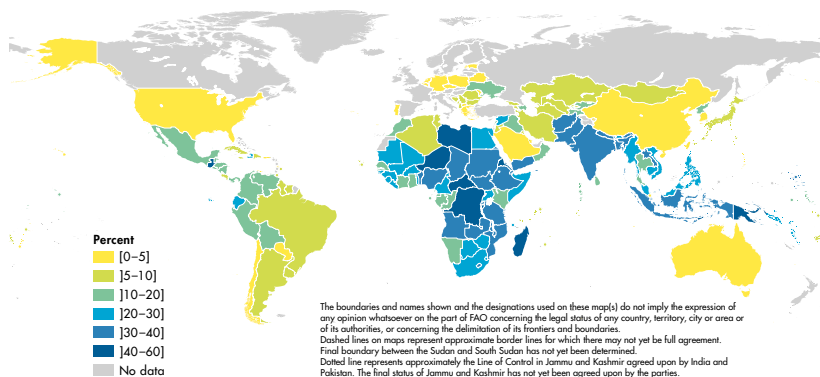 Percent
[0–5]
]5–10]
]10–20]
]20–30]
]30–40]
]40–60]
No data
The boundaries and names shown and the designations used on these map(s) do not imply the expression of
any opinion whatsoever on the part of FAO concerning the legal status of any country, territory, city or area or
of its authorities, or concerning the delimitation of its frontiers and boundaries.
Dashed lines on maps represent approximate border lines for which there may not yet be full agreement.
Final boundary between the Sudan and South Sudan has not yet been determined.
Dotted line represents approximately the Line of Control in Jammu and Kashmir agreed upon by India and
Pakistan. The final status of Jammu and Kashmir has not yet been agreed upon by the parties.